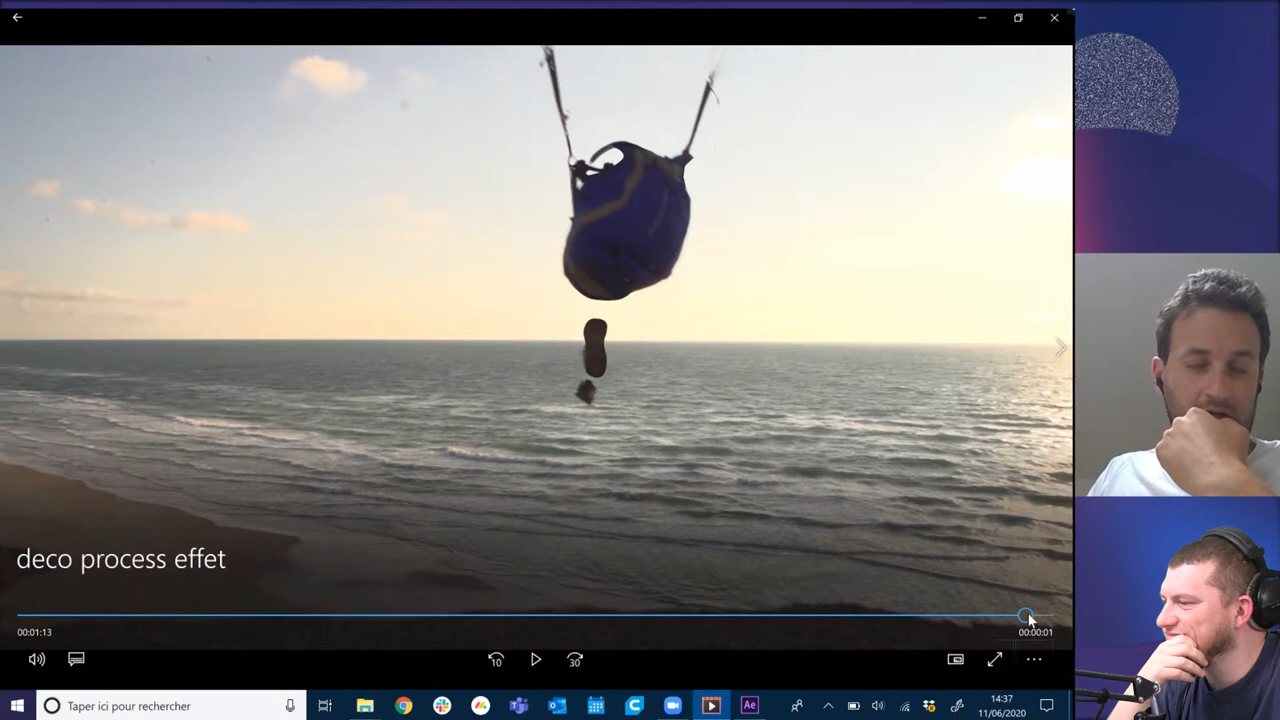 deco process effet
00:01:13
00:00:01
10
30
Taper ici pour rechercher
Ae
14:37
11/06/2020